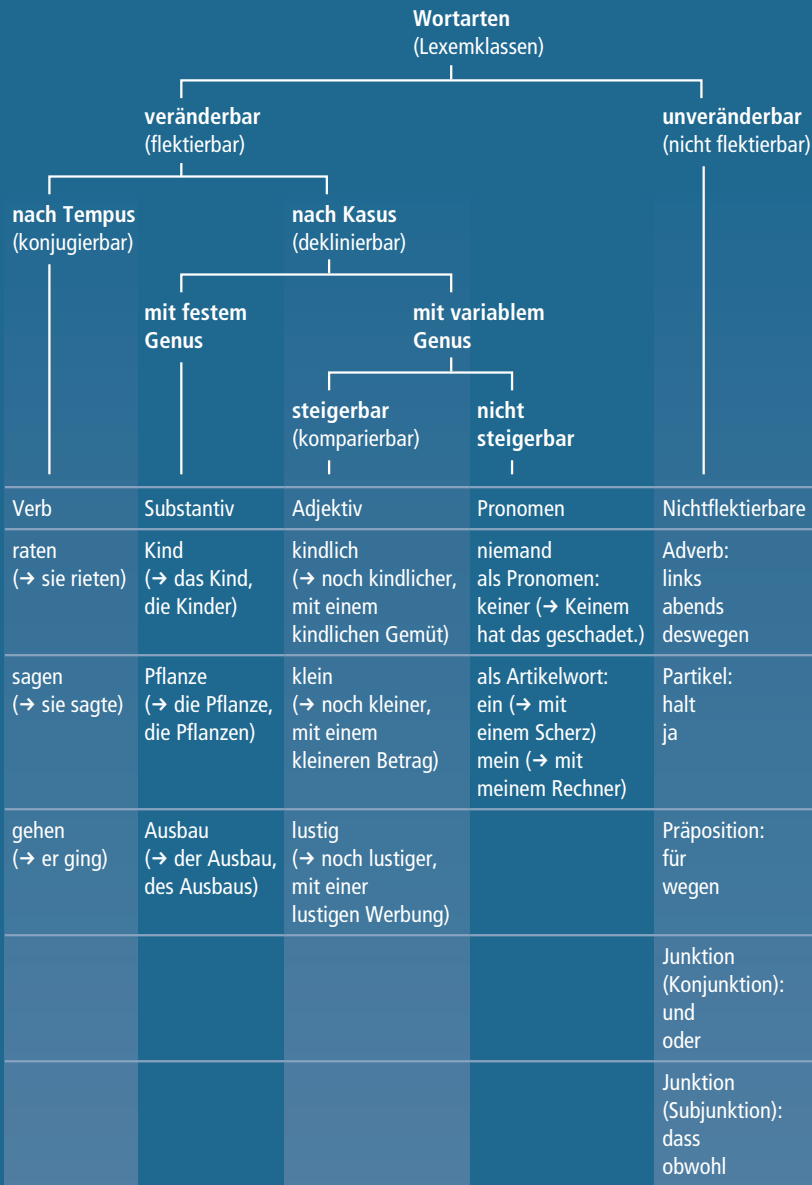 Wortarten
(Lexemklassen)
veränderbar
(flektierbar)
unveränderbar
(nicht flektierbar)
nach Tempus
(konjugierbar)
nach Kasus
(deklinierbar)
mit festem
Genus
mit variablem
Genus
steigerbar
(komparierbar)
nicht
steigerbar
Verb
Substantiv
Adjektiv
Pronomen
Nichtflektierbare
raten
(→ sie rieten)
Kind
(→ das Kind,
die Kinder)
kindlich
(→ noch kindlicher,
mit einem
kindlichen Gemüt)
niemand
als Pronomen:
keiner (→ Keinem
hat das geschadet.)
Adverb:
links
abends
deswegen
sagen
(→ sie sagte)
Pflanze
(→ die Pflanze,
die Pflanzen)
klein
(→ noch kleiner,
mit einem
kleineren Betrag)
als Artikelwort:
ein (→ mit
einem Scherz)
mein (→ mit
meinem Rechner)
Partikel:
halt
ja
gehen
(→ er ging)
Ausbau
(→ der Ausbau,
des Ausbaus)
lustig
(→ noch lustiger,
mit einer
lustigen Werbung)
Präposition:
für
wegen
Junktion
(Konjunktion):
und
oder
Junktion
(Subjunktion):
dass
obwohl